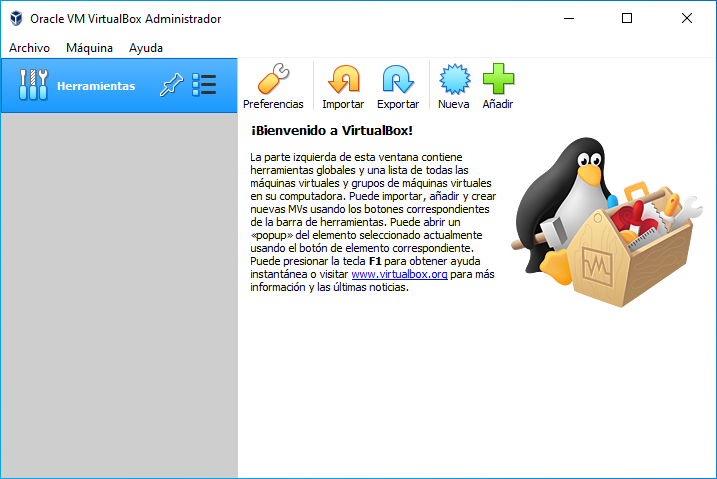 Oracle VM VirtualBox Administrador
Archivo Máquina Ayuda
Herramientas
Preferencias Importar Exportar Nueva Añadir
¡Bienvenido a VirtualBox!
La parte izquierda de esta ventana contiene
herramientas globales y una lista de todas las
máquinas virtuales y grupos de máquinas virtuales
en su computadora. Puede importar, añadir y crear
nuevas MVs usando los botones correspondientes
de la barra de herramientas. Puede abrir un
«popup» del elemento seleccionado actualmente
usando el botón de elemento correspondiente.
Puede presionar la tecla F1 para obtener ayuda
instantánea o visitar www.virtualbox.org para más
información y las últimas noticias.